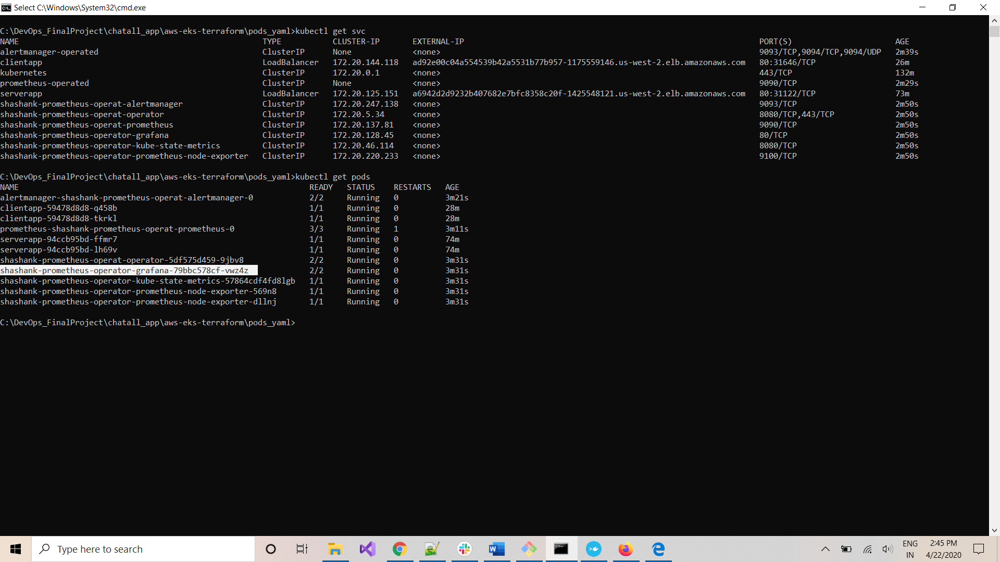 Select C:\Windows\System32\cmd.exe
C:\DevOps_FinalProject\chatall_app\aws-eks-terraform\pods_yaml>kubectl get svc
NAME TYPE CLUSTER-IP EXTERNAL-IP PORT(S) AGE
alertmanager-operated ClusterIP None <none> 9093/TCP,9094/TCP,9094/UDP 2m39s
clientapp LoadBalancer 172.20.144.118 ad92e00c04a554539b42a5531b77b957-1175559146.us-west-2.elb.amazonaws.com 80:31646/TCP 26m
kubernetes ClusterIP 172.20.0.1 <none> 443/TCP 132m
prometheus-operated ClusterIP None <none> 9090/TCP 2m29s
serverapp LoadBalancer 172.20.125.151 a6942d2d9232b407682e7bfc8358c20f-1425548121.us-west-2.elb.amazonaws.com 80:31122/TCP 73m
shashank-prometheus-operat-alertmanager ClusterIP 172.20.247.138 <none> 9093/TCP 2m50s
shashank-prometheus-operat-operator ClusterIP 172.20.5.34 <none> 8080/TCP,443/TCP 2m50s
shashank-prometheus-operat-prometheus ClusterIP 172.20.137.81 <none> 9090/TCP 2m50s
shashank-prometheus-operator-grafana ClusterIP 172.20.128.45 <none> 80/TCP 2m50s
shashank-prometheus-operator-kube-state-metrics ClusterIP 172.20.46.114 <none> 8080/TCP 2m50s
shashank-prometheus-operator-prometheus-node-exporter ClusterIP 172.20.220.233 <none> 9100/TCP 2m50s
C:\DevOps_FinalProject\chatall_app\aws-eks-terraform\pods_yaml>kubectl get pods
NAME READY STATUS RESTARTS AGE
alertmanager-shashank-prometheus-operat-alertmanager-0 2/2 Running 0 3m21s
clientapp-59478d8d8-q458b 1/1 Running 0 28m
clientapp-59478d8d8-tkrkl 1/1 Running 0 28m
prometheus-shashank-prometheus-operat-prometheus-0 3/3 Running 1 3m11s
serverapp-94ccb95bd-ffmr7 1/1 Running 0 74m
serverapp-94ccb95bd-lh69v 1/1 Running 0 74m
shashank-prometheus-operat-operator-5df575d459-9jbv8 2/2 Running 0 3m31s
shashank-prometheus-operator-grafana-79bbc578cf-vwz4z 2/2 Running 0 3m31s
shashank-prometheus-operator-kube-state-metrics-57864cdf4fd8lgb 1/1 Running 0 3m31s
shashank-prometheus-operator-prometheus-node-exporter-569n8 1/1 Running 0 3m31s
shashank-prometheus-operator-prometheus-node-exporter-dllnj 1/1 Running 0 3m31s
C:\DevOps_FinalProject\chatall_app\aws-eks-terraform\pods_yaml>
Type here to search
ENG
IN
2:45 PM
4/22/2020